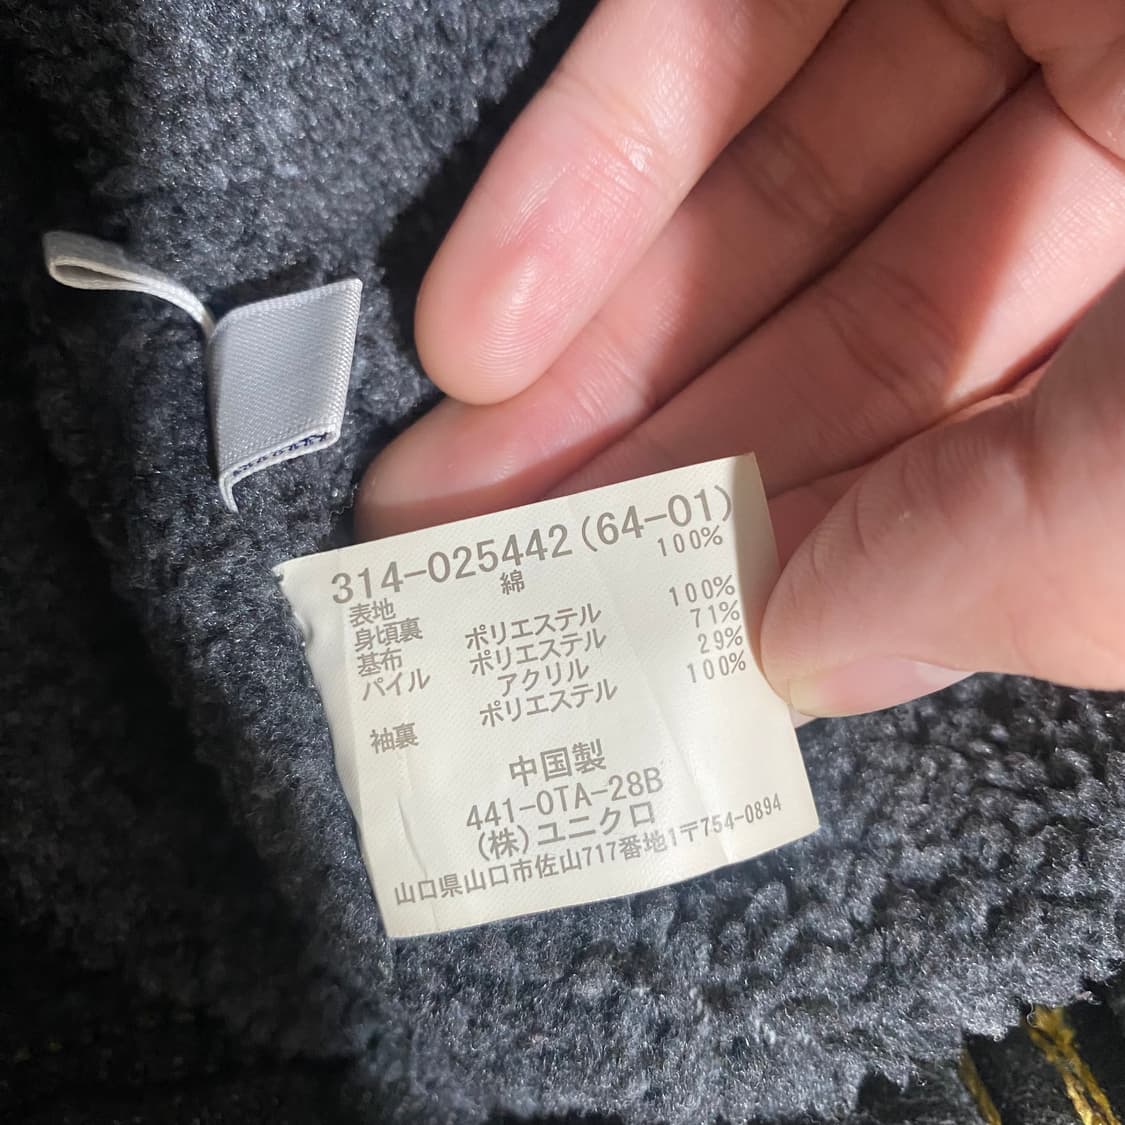 314-025442(64-01)
表地 綿 100%
身頃裏
基布 ポリエステル 100%
パイル ポリエステル 71%
アクリル 29%
袖裏 ポリエステル 100%
中国製
441-OTA-28B
(株)ユニクロ
山口県山口市佐山717番地1〒754-0894